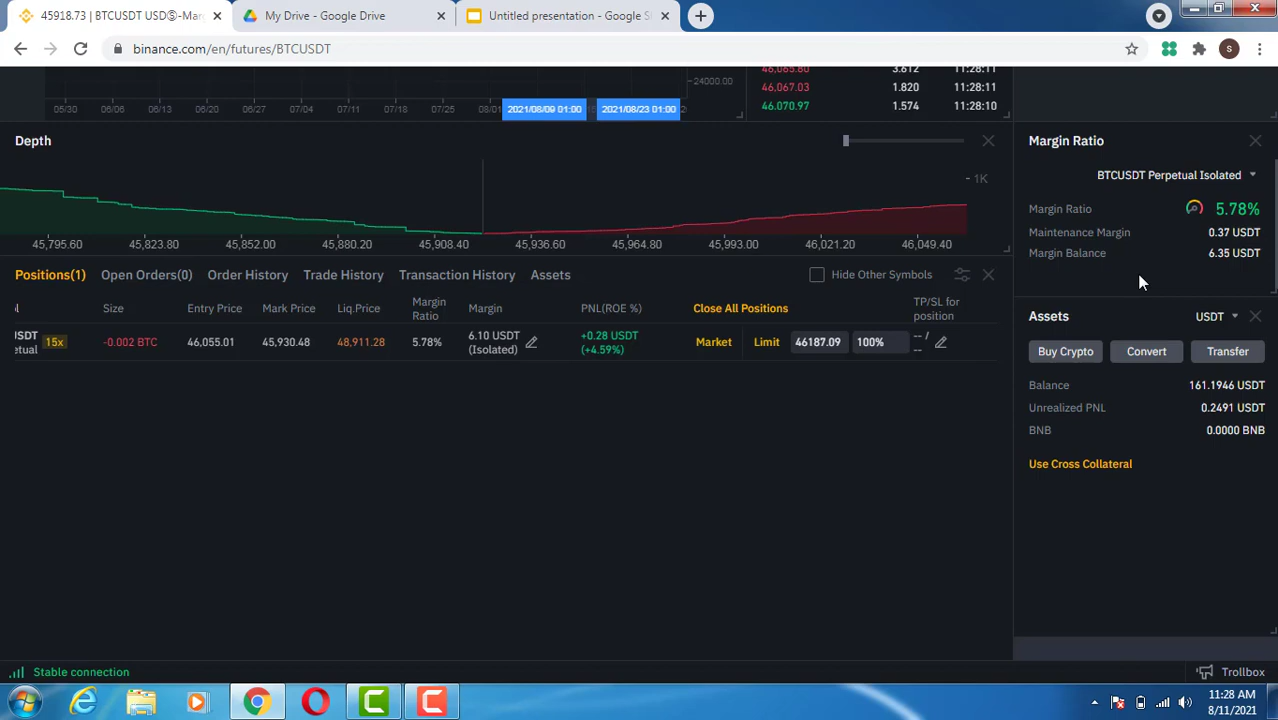 45918.73 | BTCUSDT USDⓈ-Mar
My Drive - Google Drive
Untitled presentation - Google S
binance.com/en/futures/BTCUSDT
S
24000.00
05/30 06/06 06/13 06/20 06/27 07/04 07/11 07/18 07/25 08/01 2021/08/09 01:00 2021/08/23 01:00
46,065.80 3.612 11:28:11
46,067.03 1.820 11:28:11
46,070.97 1.574 11:28:10
Depth
1K
45,795.60 45,823.80 45,852.00 45,880.20 45,908.40 45,936.60 45,964.80 45,993.00 46,021.20 46,049.40
Positions(1) Open Orders(0) Order History Trade History Transaction History Assets
Hide Other Symbols
Size Entry Price Mark Price Liq.Price Margin Ratio Margin PNL(ROE %) Close All Positions TP/SL for position
USDT 15x -0.002 BTC 46,055.01 45,930.48 48,911.28 5.78% 6.10 USDT +0.28 USDT Market Limit 46187.09 100% -- /
etual (Isolated) (+4.59%) --
Margin Ratio
BTCUSDT Perpetual Isolated
Margin Ratio 5.78%
Maintenance Margin 0.37 USDT
Margin Balance 6.35 USDT
Assets USDT
Buy Crypto Convert Transfer
Balance 161.1946 USDT
Unrealized PNL 0.2491 USDT
BNB 0.0000 BNB
Use Cross Collateral
Stable connection
Trollbox
11:28 AM
8/11/2021